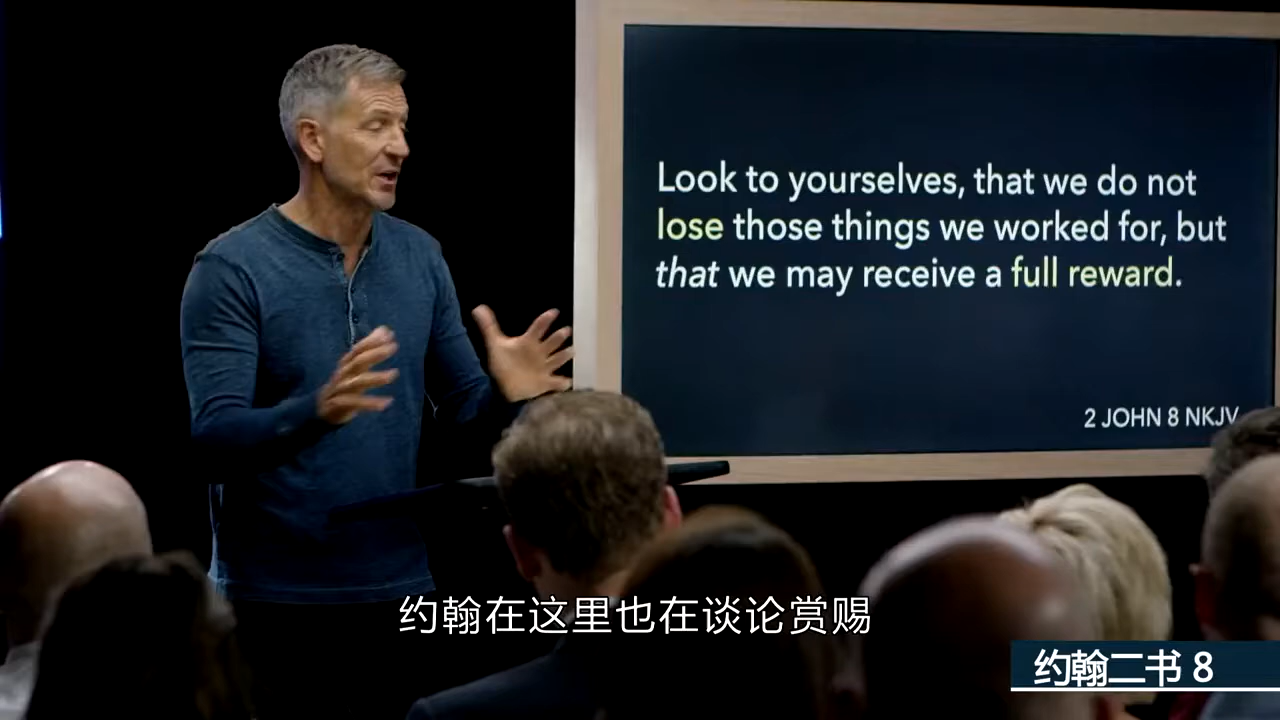 Look to yourselves, that we do not
lose those things we worked for, but
that we may receive a full reward.
2 JOHN 8 NKJV
约翰在这里也在谈论赏赐
约翰二书 8